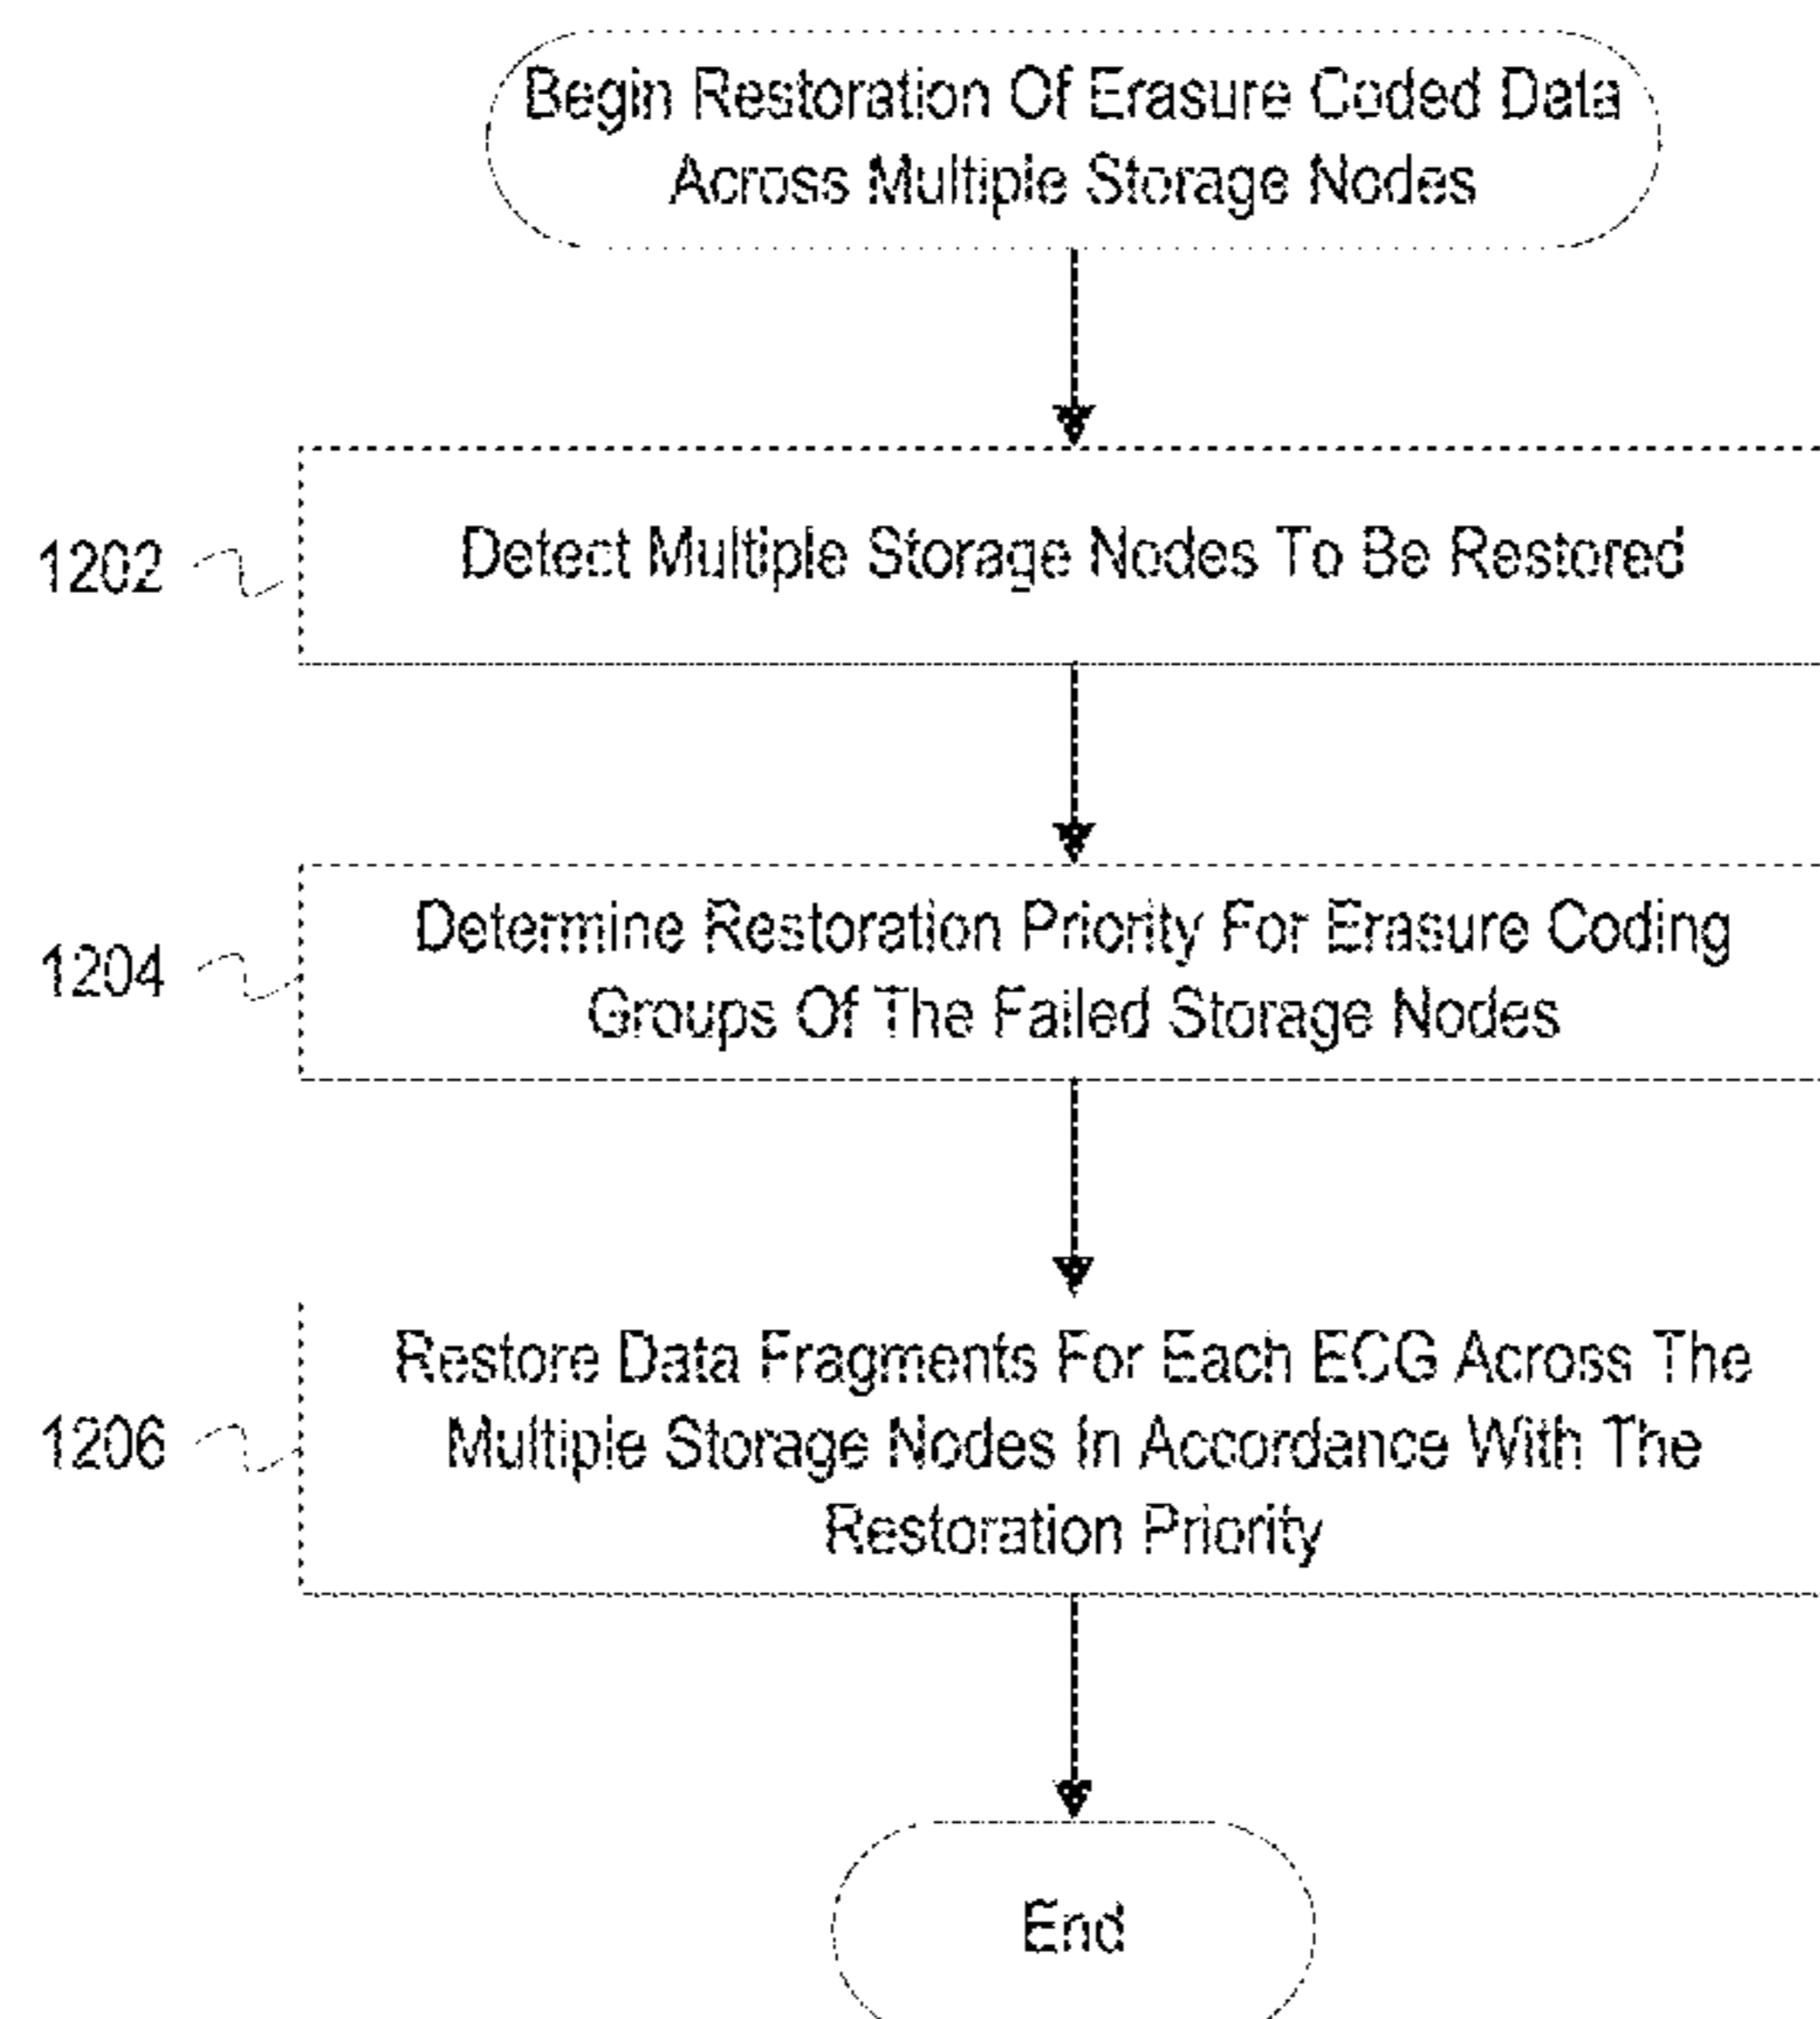 Begin Restoration Of Erasure Coded Data
Across Multiple Storage Nodes
1202
Detect Multiple Storage Nodes To Be Restored
1204
Determine Restoration Priority For Erasure Coding
Groups Of The Failed Storage Nodes
1206
Restore Data Fragments For Each ECG Across The
Multiple Storage Nodes In Accordance With The
Restoration Priority
End